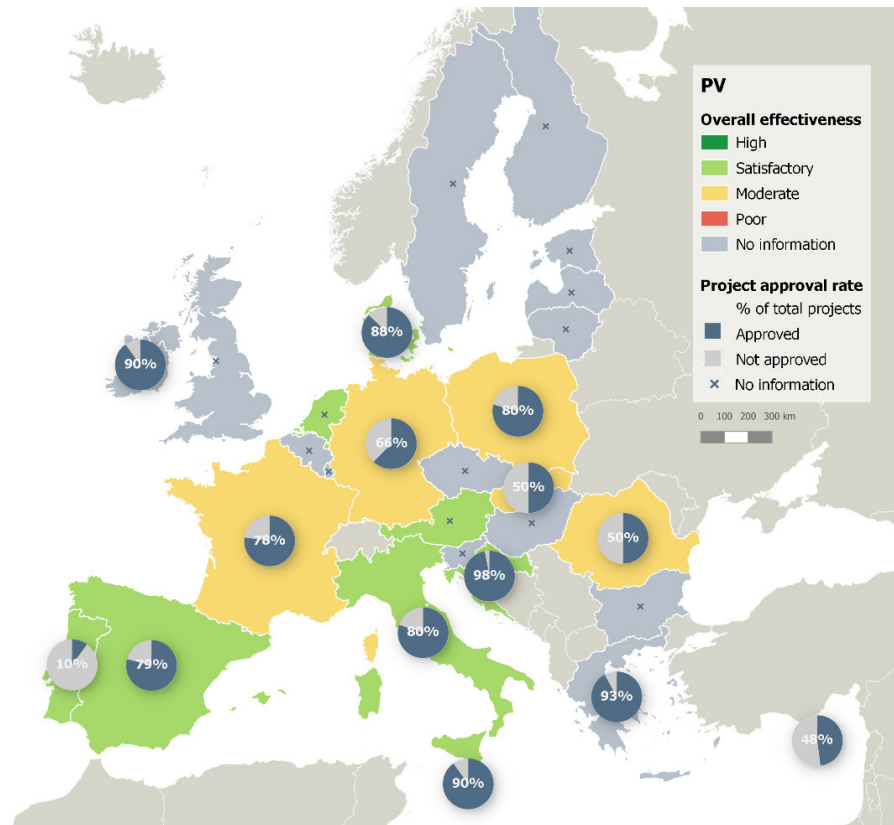 PV
Overall effectiveness
High
Satisfactory
Moderate
Poor
No information
Project approval rate
% of total projects
Approved
Not approved
No information
0 100 200 300 km
88%
90%
80%
66%
50%
78%
50%
98%
80%
10%
79%
93%
48%
90%